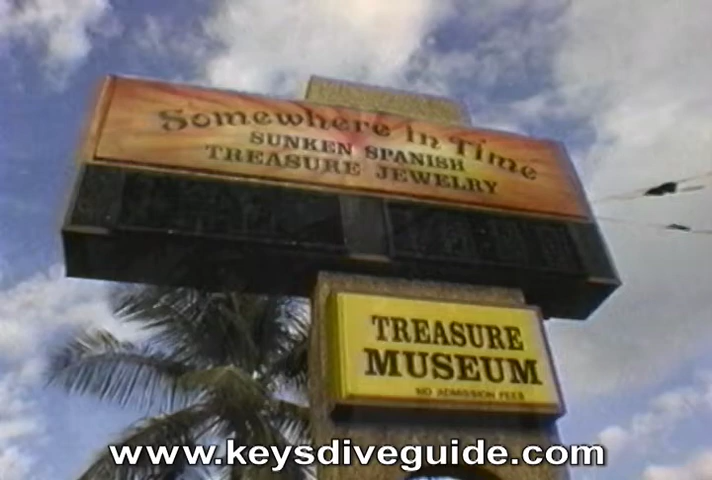 Somewhere in Time
SUNKEN SPANISH
TREASURE JEWELRY
TREASURE
MUSEUM
NO ADMISSION FEES
www.keysdiveguide.com